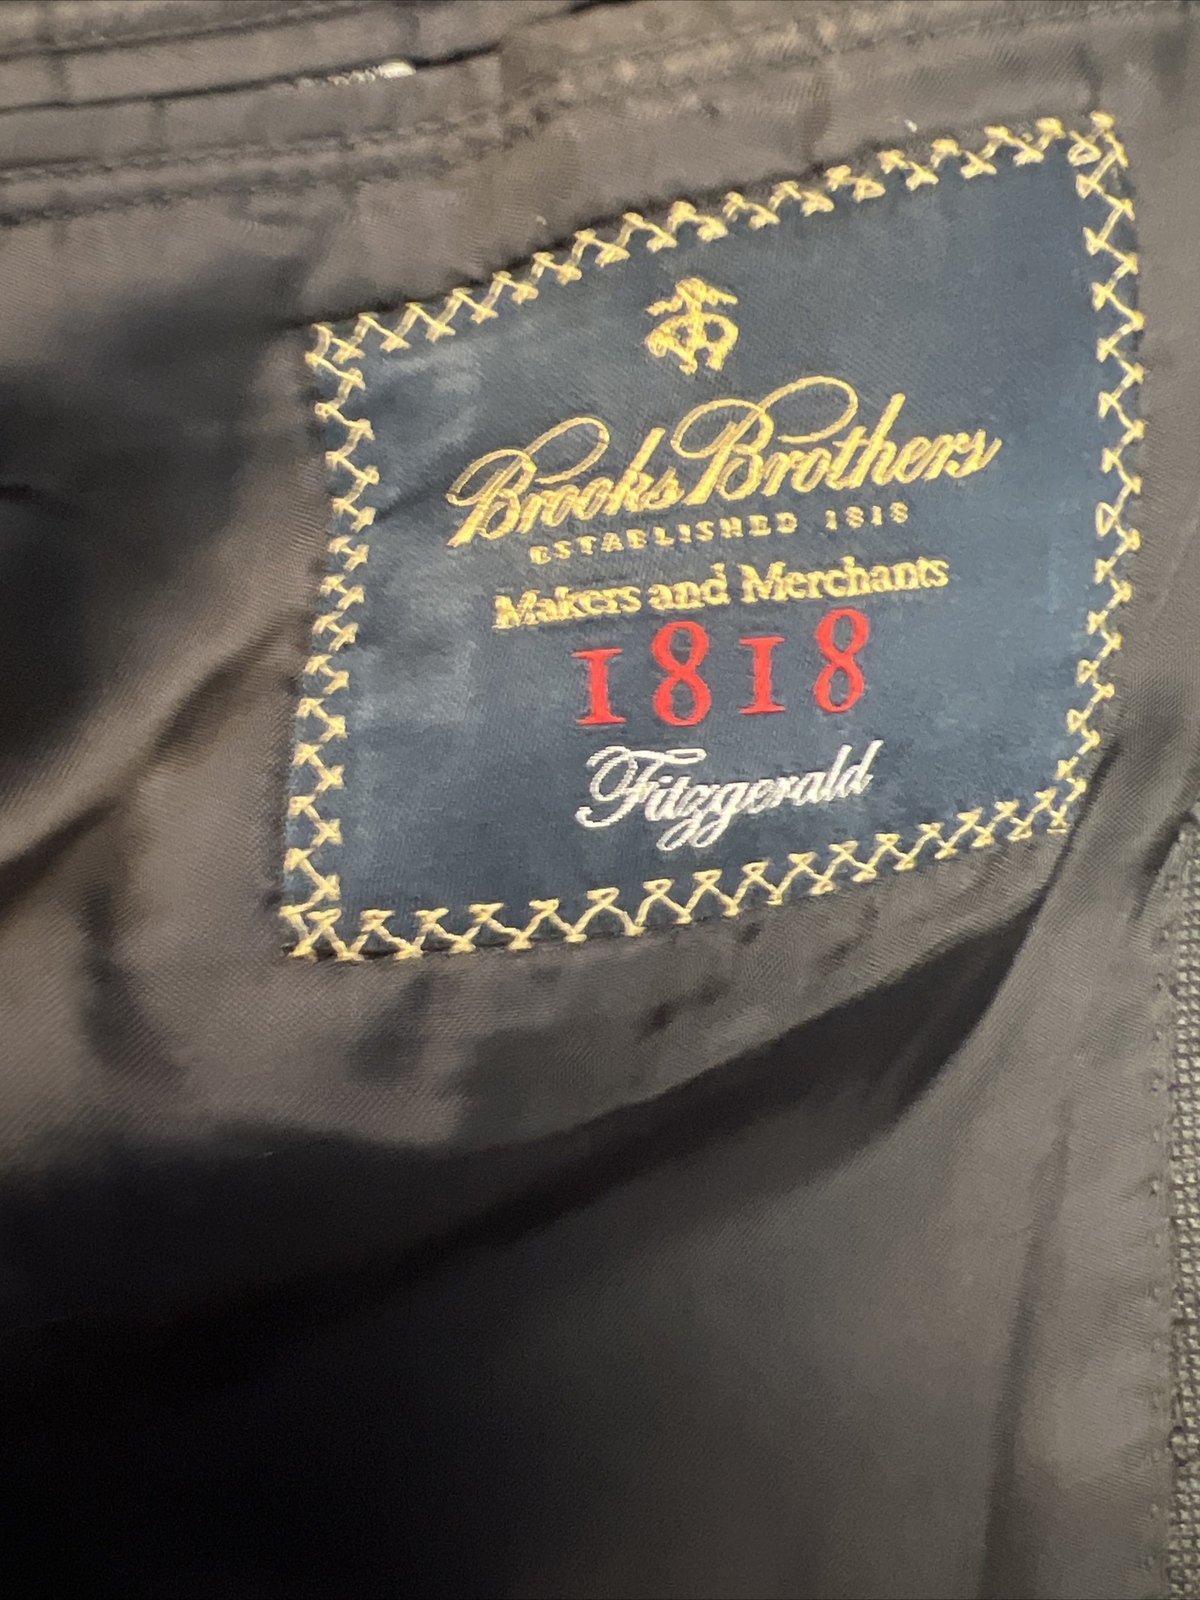 Brooks Brothers
ESTABLISHED 1818
Makers and Merchants
1818
Fitzgerald